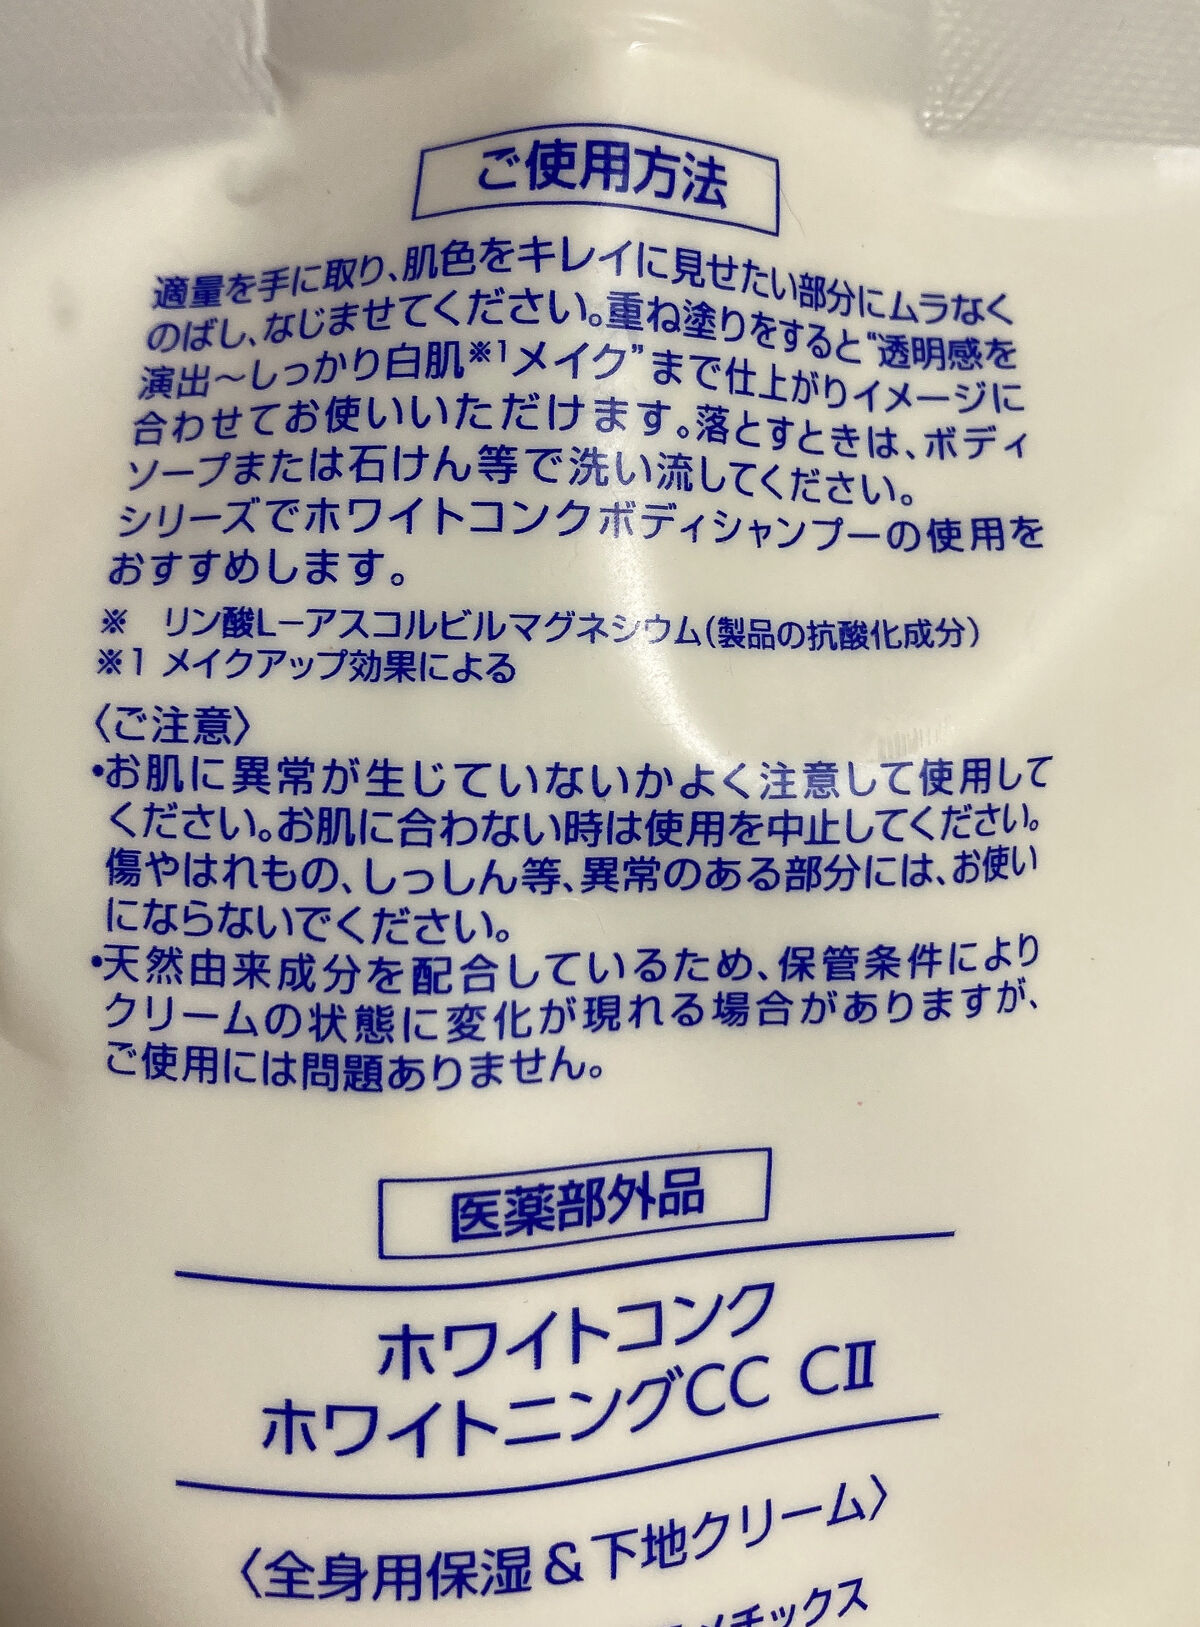 ご使用方法
適量を手に取り、肌色をキレイに見せたい部分にムラなく
のばし、なじませてください。重ね塗りをすると“透明感を
演出～しっかり白肌※1メイク”まで仕上がりイメージに
合わせてお使いいただけます。落とすときは、ボディ
ソープまたは石けん等で洗い流してください。
シリーズでホワイトコンクボディシャンプーの使用を
おすすめします。
※　リン酸L－アスコルビルマグネシウム(製品の抗酸化成分)
※1 メイクアップ効果による
〈ご注意〉
•お肌に異常が生じていないかよく注意して使用して
ください。お肌に合わない時は使用を中止してください。
傷やはれもの、しっしん等、異常のある部分には、お使い
にならないでください。
•天然由来成分を配合しているため、保管条件により
クリームの状態に変化が現れる場合がありますが、
ご使用には問題ありません。
医薬部外品
ホワイトコンク
ホワイトニングCC CⅡ
〈全身用保湿＆下地クリーム〉
メチックス